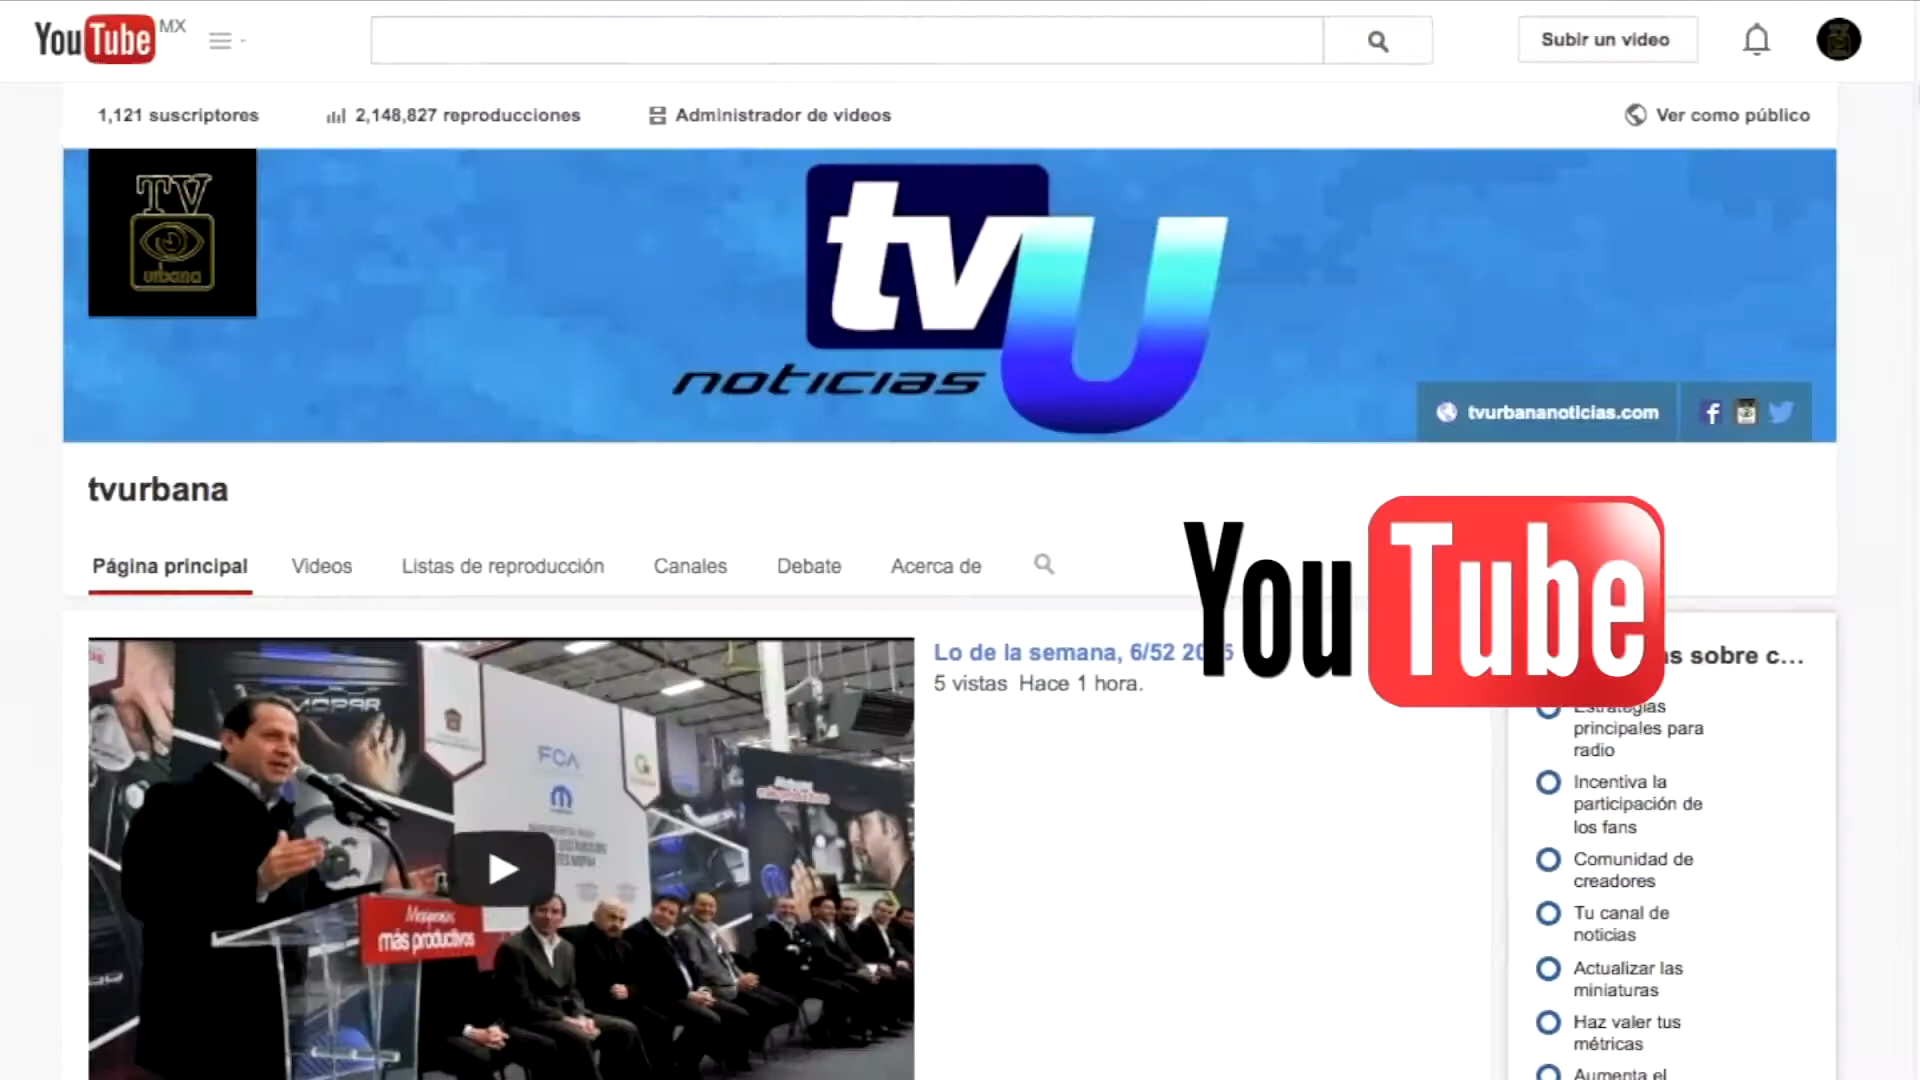 YouTube MX
Subir un video
1,121 suscriptores
2,148,827 reproducciones
Administrador de videos
Ver como público
TV
urbana
tvU
noticias
tvurbananoticias.com
tvurbana
Página principal
Videos
Listas de reproducción
Canales
Debate
Acerca de
YouTube
Lo de la semana, 6/52
5 vistas Hace 1 hora.
sobre c...
Estrategias
principales para
radio
Incentiva la
participación de
los fans
Comunidad de
creadores
Tu canal de
noticias
Actualizar las
miniaturas
Haz valer tus
métricas
Aumenta el
MOPAR
FCA
más productivos